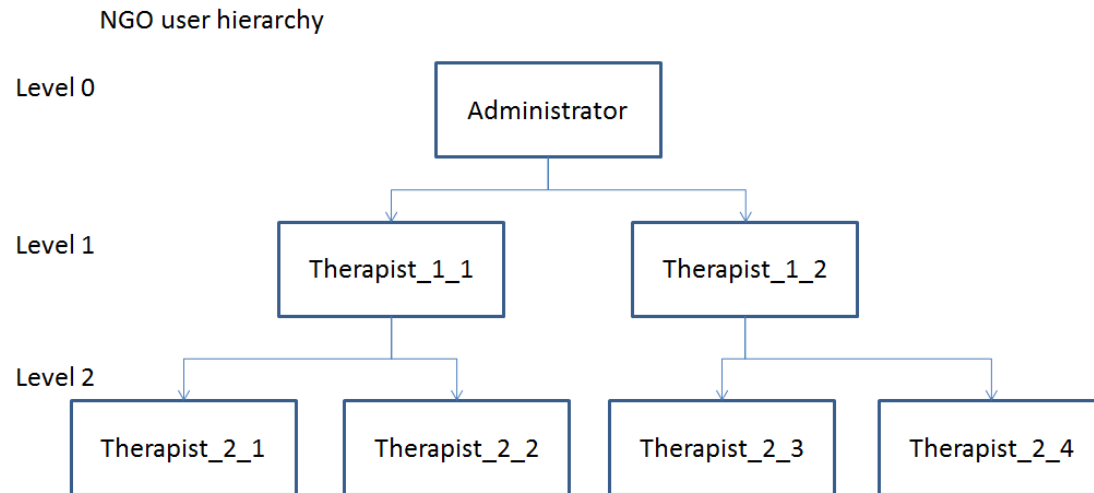 NGO user hierarchy
Level 0
Administrator
Level 1
Therapist_1_1
Therapist_1_2
Level 2
Therapist_2_1
Therapist_2_2
Therapist_2_3
Therapist_2_4